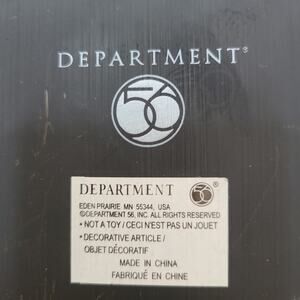 DEPARTMENT®
56
DEPARTMENT 56
EDEN PRAIRIE, MN 55344, USA
©DEPARTMENT 56, INC. ALL RIGHTS RESERVED
* NOT A TOY / CECI N'EST PAS UN JOUET
* DECORATIVE ARTICLE /
OBJET DÉCORATIF
MADE IN CHINA
FABRIQUÉ EN CHINE